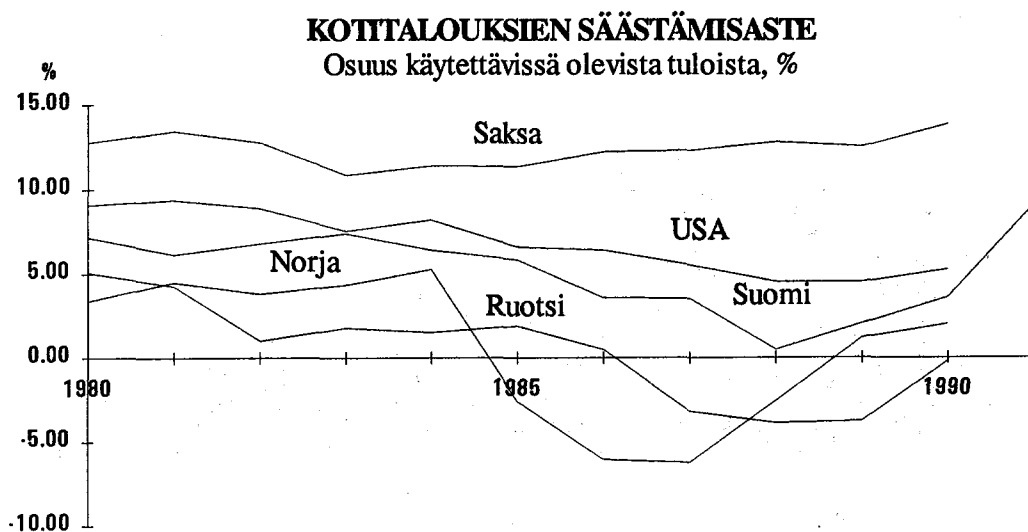 KOTITALOUKSIEN SÄÄSTÄMISASTE
Osuus käytettävissä olevista tuloista, %
%
15.00
Saksa
10.00
USA
Norja
5.00
Suomi
Ruotsi
0.00
1980
1985
1990
-5.00
-10.00